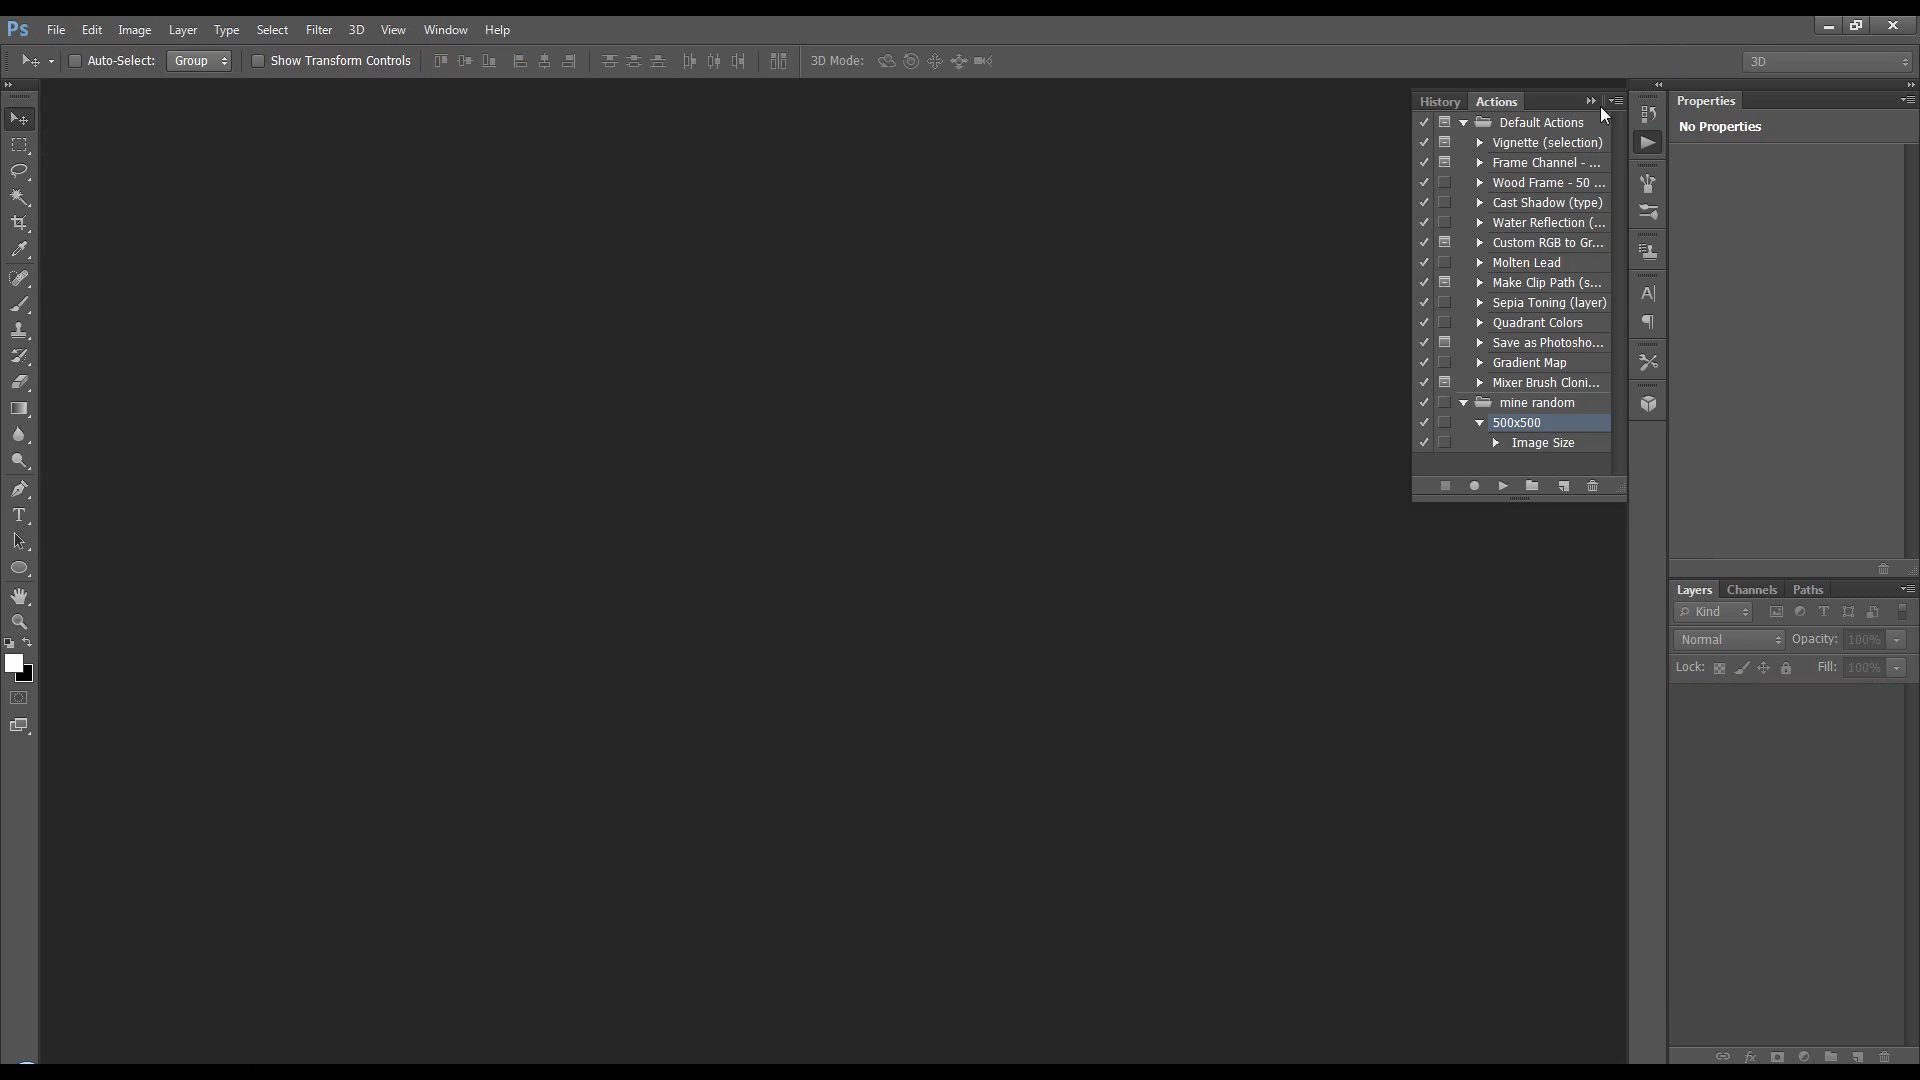 Ps File Edit Image Layer Type Select Filter 3D View Window Help
Auto-Select: Group Show Transform Controls 3D Mode: 3D
History Actions
Default Actions
Vignette (selection)
Frame Channel - ...
Wood Frame - 50 ...
Cast Shadow (type)
Water Reflection (...
Custom RGB to Gr...
Molten Lead
Make Clip Path (s...
Sepia Toning (layer)
Quadrant Colors
Save as Photosho...
Gradient Map
Mixer Brush Cloni...
mine random
500x500
Image Size
Properties
No Properties
Layers Channels Paths
Kind
Normal Opacity: 100%
Lock: Fill: 100%